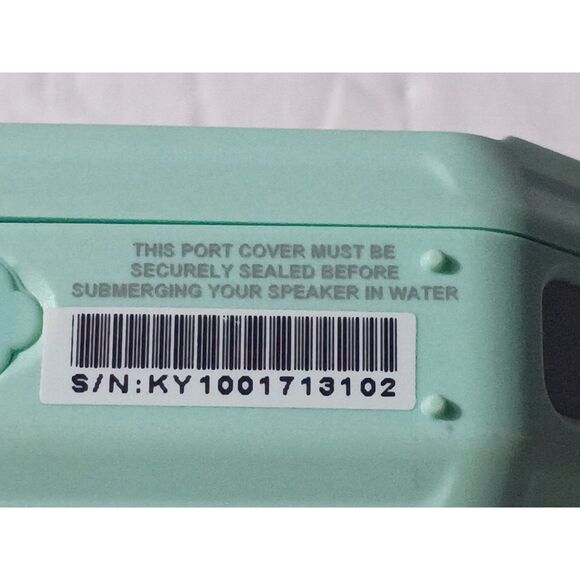 THIS PORT COVER MUST BE
SECURELY SEALED BEFORE
SUBMERGING YOUR SPEAKER IN WATER
S/N:KY1001713102